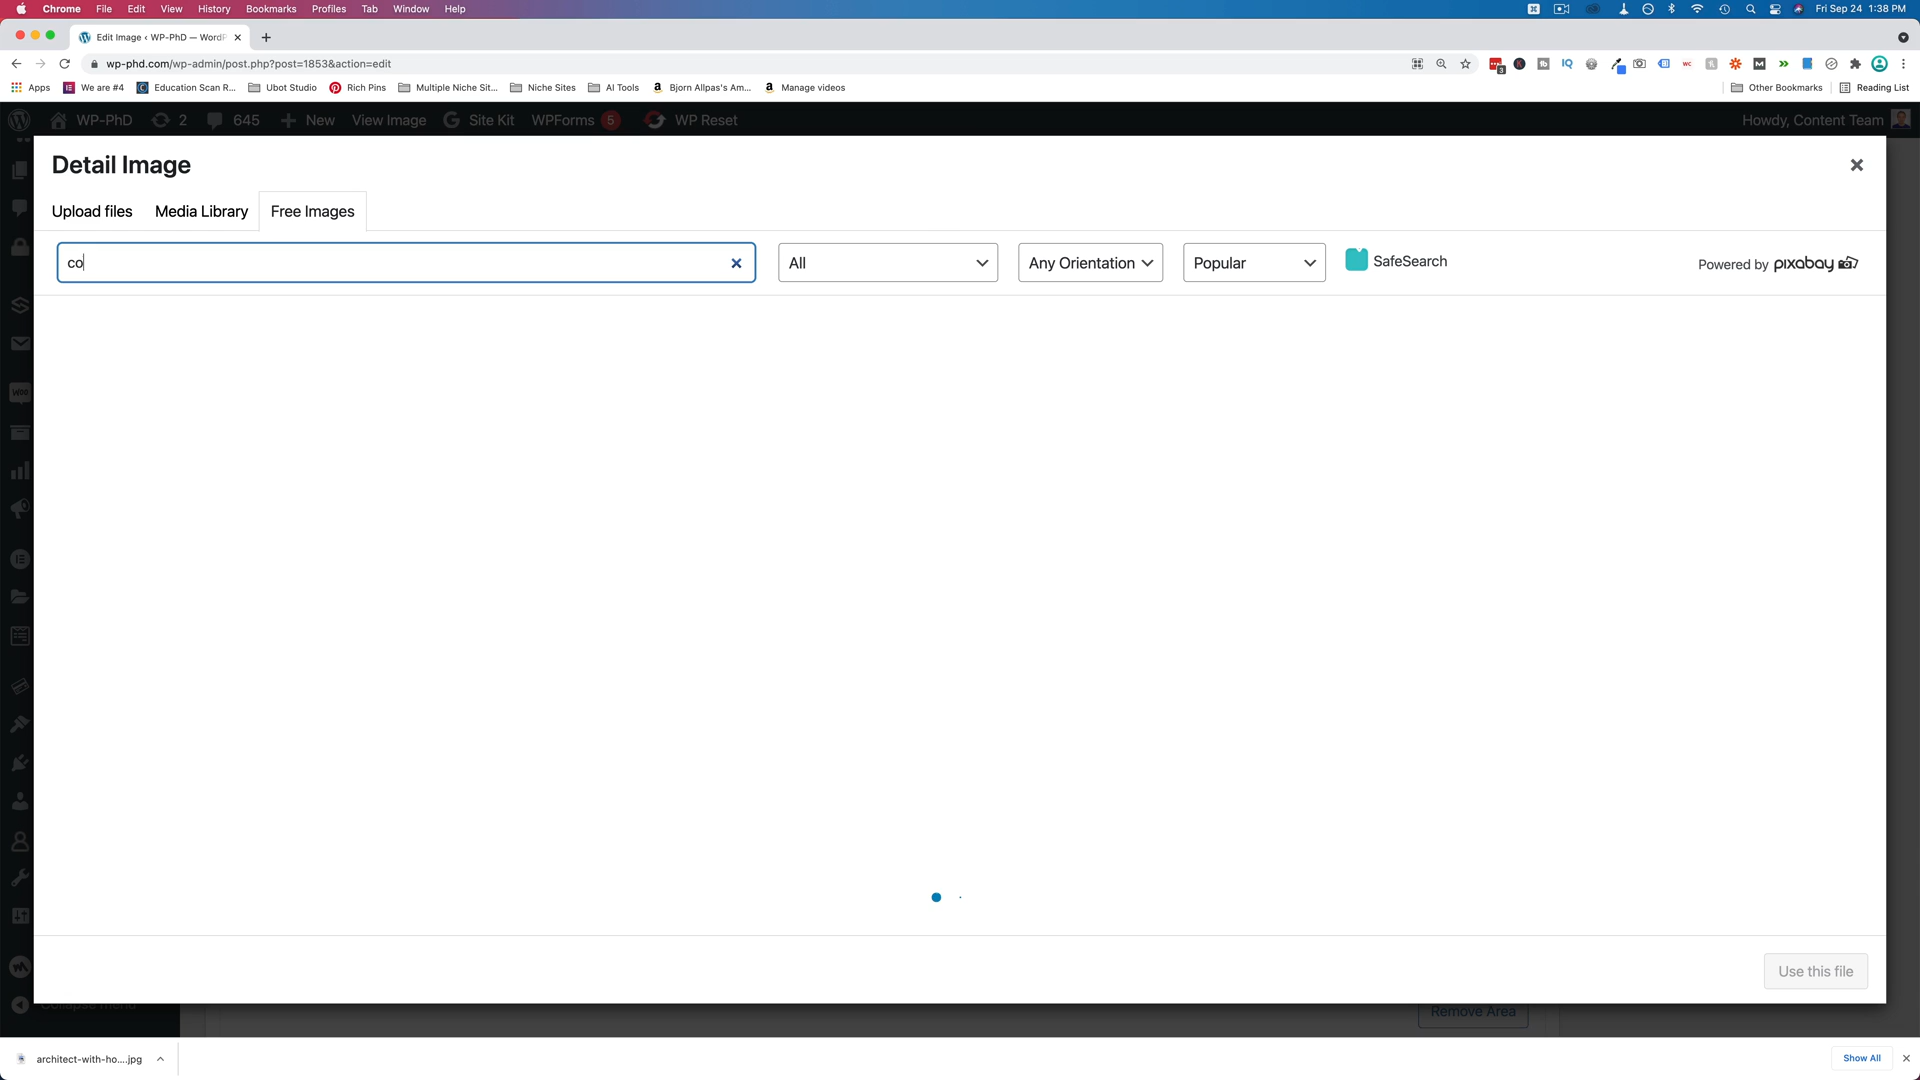 Chrome File Edit View History Bookmarks Profiles Tab Window Help
Fri Sep 24 1:38 PM
Edit Image ‹ WP-PhD — WordP
wp-phd.com/wp-admin/post.php?post=1853&action=edit
Apps We are #4 Education Scan R... Ubot Studio Rich Pins Multiple Niche Sit... Niche Sites AI Tools Bjorn Allpas's Am... Manage videos Other Bookmarks Reading List
WP-PhD 2 645 New View Image Site Kit WPForms 5 WP Reset Howdy, Content Team
Detail Image
Upload files Media Library Free Images
co All Any Orientation Popular SafeSearch Powered by pixabay
Use this file
Collapse menu
Remove Area
architect-with-ho....jpg Show All